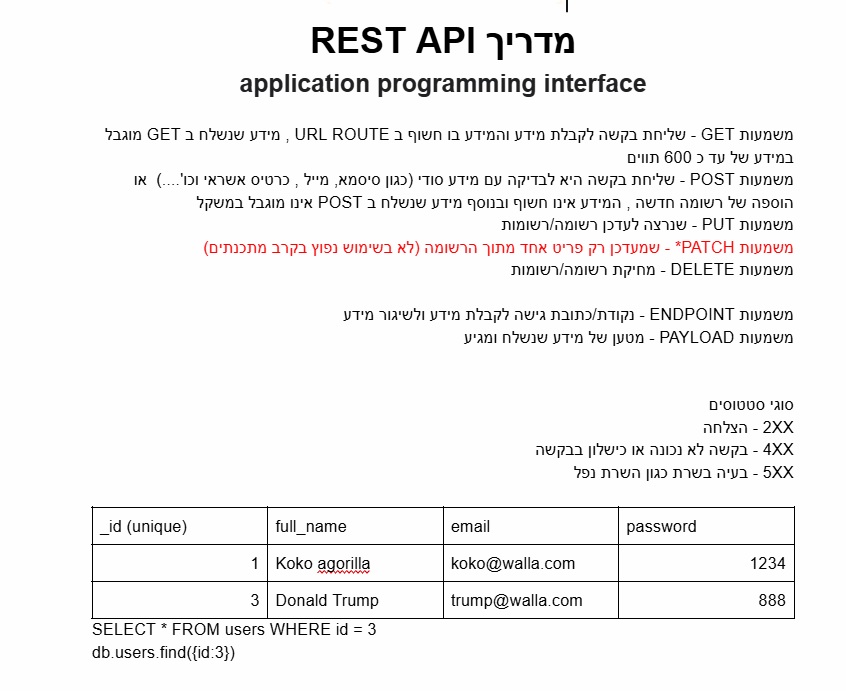 מדריך REST API
application programming interface
משמעות GET - שליחת בקשה לקבלת מידע והמידע בו חשוף ב URL ROUTE , מידע שנשלח ב GET מוגבל
במידע של עד כ 600 תווים
משמעות POST - שליחת בקשה היא לבדיקה עם מידע סודי (כגון סיסמא, מייל , כרטיס אשראי וכו'....) או
הוספה של רשומה חדשה , המידע אינו חשוף ובנוסף מידע שנשלח ב POST אינו מוגבל במשקל
משמעות PUT - שנרצה לעדכן רשומה/רשומות
משמעות PATCH* - שמעדכן רק פריט אחד מתוך הרשומה (לא בשימוש נפוץ בקרב מתכנתים)
משמעות DELETE - מחיקת רשומה/רשומות
משמעות ENDPOINT - נקודת/כתובת גישה לקבלת מידע ולשיגור מידע
משמעות PAYLOAD - מטען של מידע שנשלח ומגיע
סוגי סטטוסים
2XX - הצלחה
4XX - בקשה לא נכונה או כישלון בבקשה
5XX - בעיה בשרת כגון השרת נפל
_id (unique) full_name email password
1 Koko agorilla koko@walla.com 1234
3 Donald Trump trump@walla.com 888
SELECT * FROM users WHERE id = 3
db.users.find({id:3})